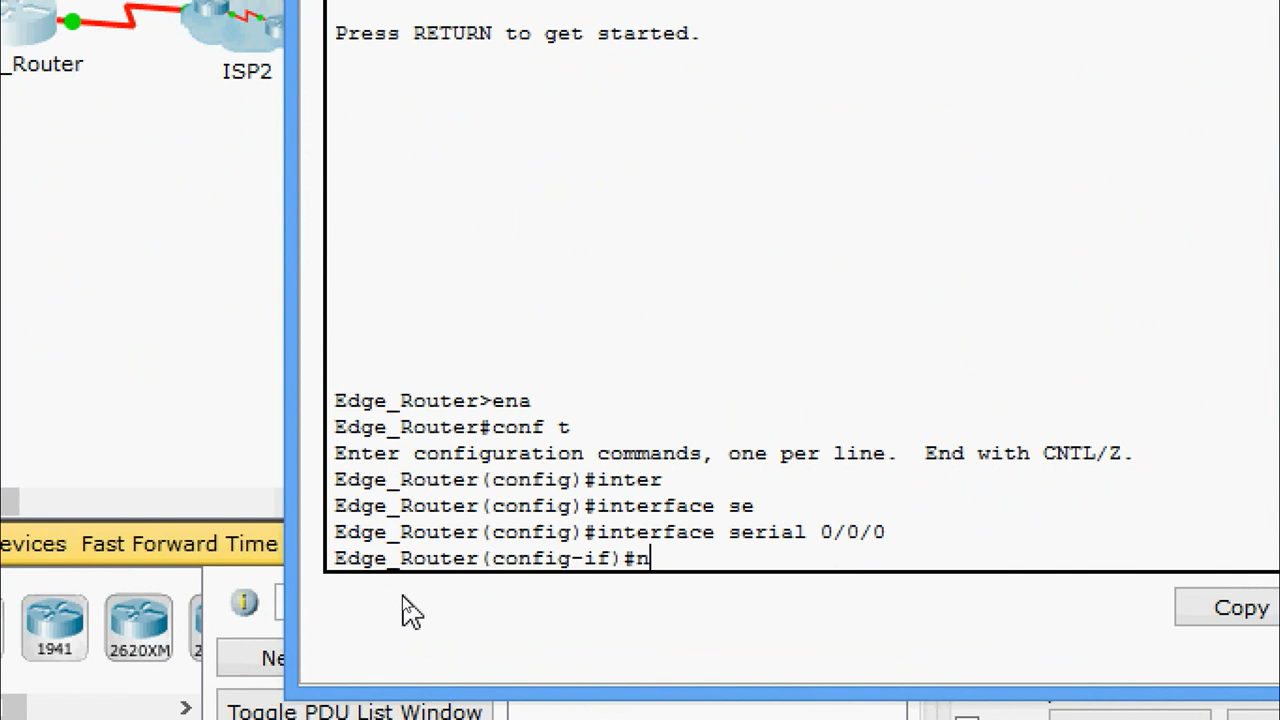 Press RETURN to get started.
_Router
ISP2
Edge_Router>ena
Edge_Router#conf t
Enter configuration commands, one per line.  End with CNTL/Z.
Edge_Router(config)#inter
Edge_Router(config)#interface se
Edge_Router(config)#interface serial 0/0/0
Edge_Router(config-if)#n
evices Fast Forward Time
Copy
1941
2620XM
Ne
Toggle PDU List Window